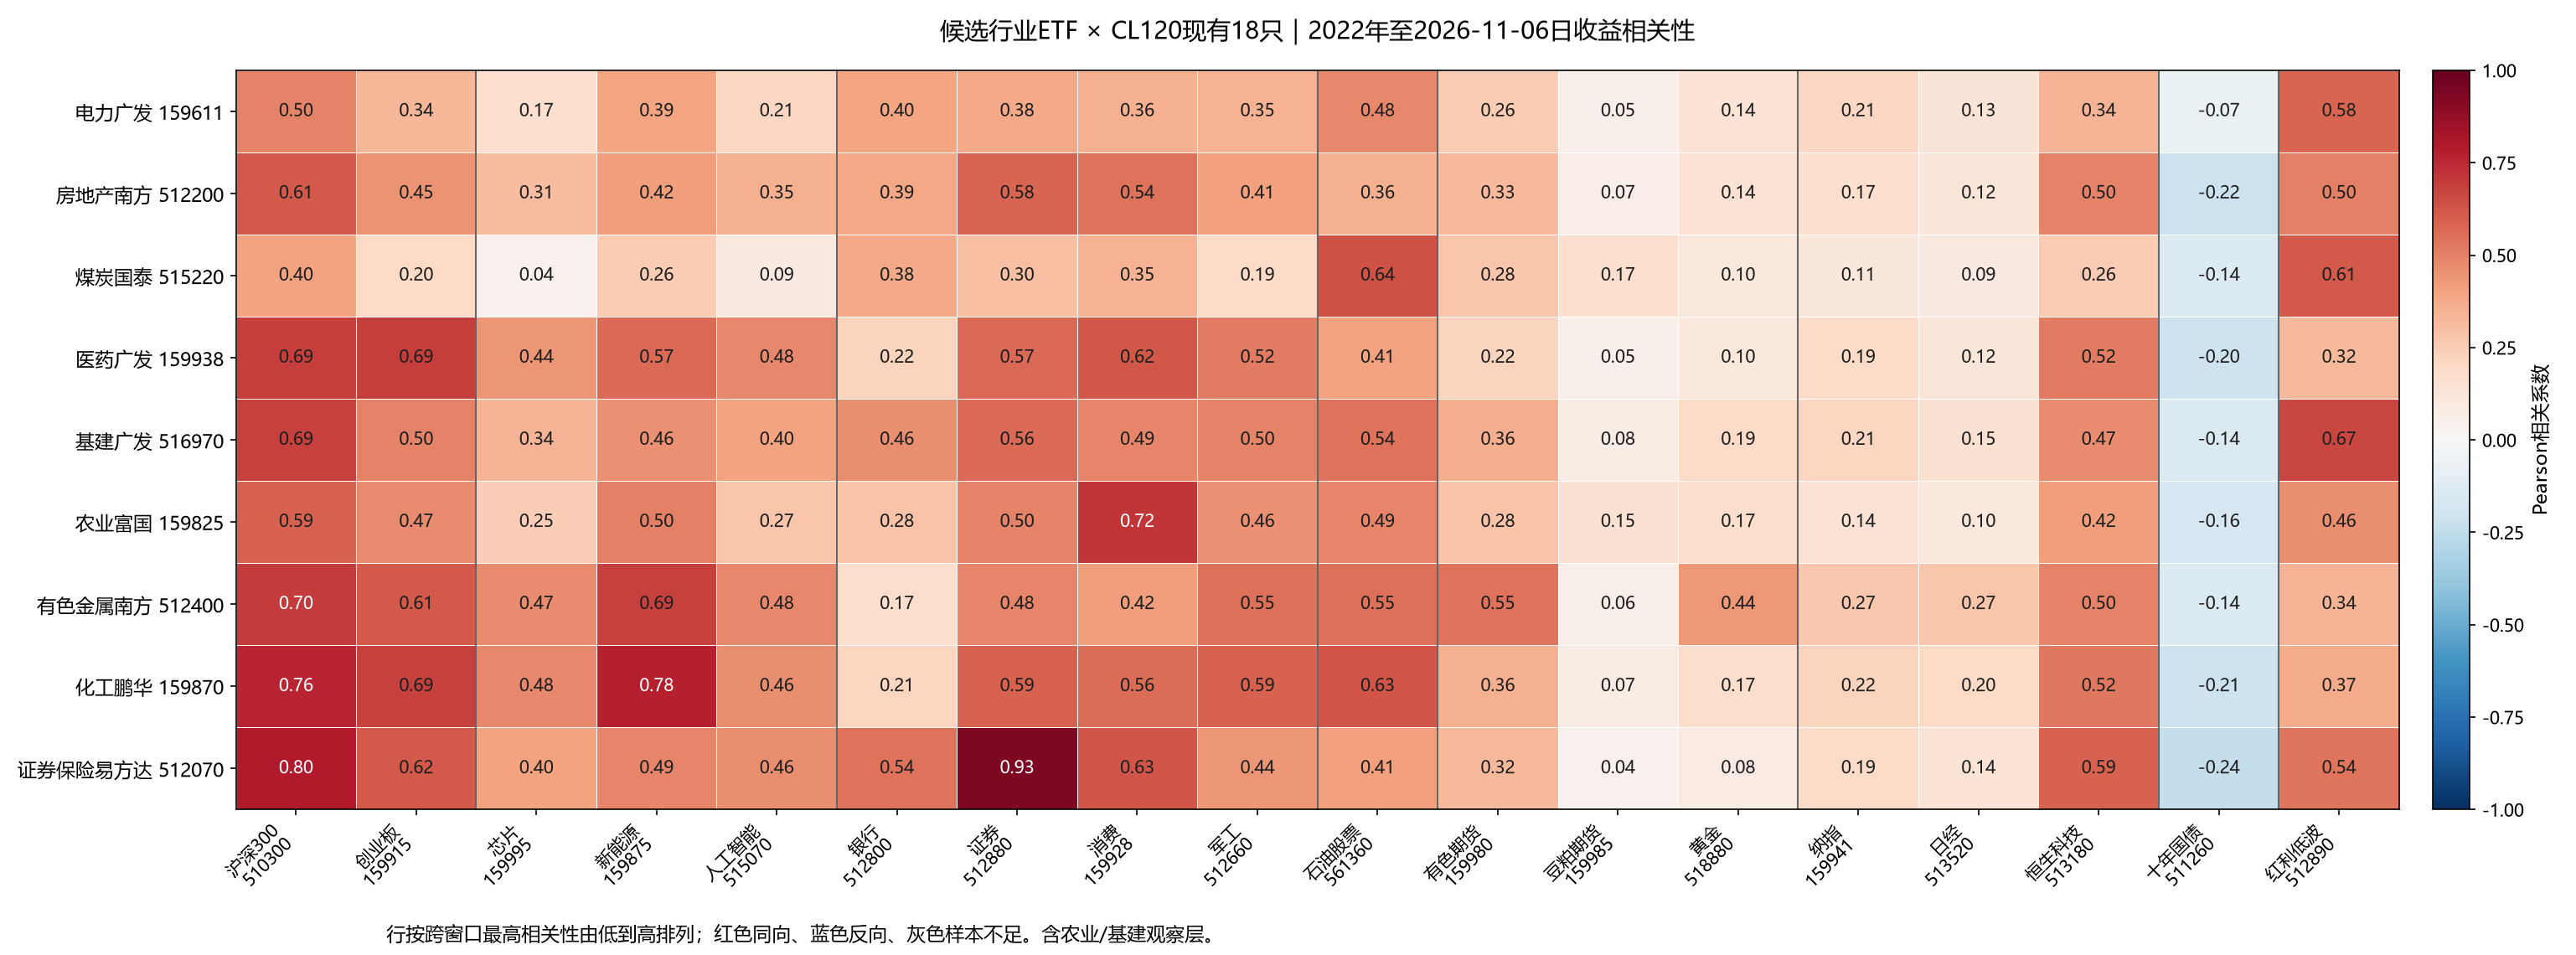 候选行业ETF × CL120现有18只｜2022年至2026-11-06日收益相关性
电力广发 159611 0.50 0.34 0.17 0.39 0.21 0.40 0.38 0.36 0.35 0.48 0.26 0.05 0.14 0.21 0.13 0.34 -0.07 0.58
房地产南方 512200 0.61 0.45 0.31 0.42 0.35 0.39 0.58 0.54 0.41 0.36 0.33 0.07 0.14 0.17 0.12 0.50 -0.22 0.50
煤炭国泰 515220 0.40 0.20 0.04 0.26 0.09 0.38 0.30 0.35 0.19 0.64 0.28 0.17 0.10 0.11 0.09 0.26 -0.14 0.61
医药广发 159938 0.69 0.69 0.44 0.57 0.48 0.22 0.57 0.62 0.52 0.41 0.22 0.05 0.10 0.19 0.12 0.52 -0.20 0.32
基建广发 516970 0.69 0.50 0.34 0.46 0.40 0.46 0.56 0.49 0.50 0.54 0.36 0.08 0.19 0.21 0.15 0.47 -0.14 0.67
农业富国 159825 0.59 0.47 0.25 0.50 0.27 0.28 0.50 0.72 0.46 0.49 0.28 0.15 0.17 0.14 0.10 0.42 -0.16 0.46
有色金属南方 512400 0.70 0.61 0.47 0.69 0.48 0.17 0.48 0.42 0.55 0.55 0.55 0.06 0.44 0.27 0.27 0.50 -0.14 0.34
化工鹏华 159870 0.76 0.69 0.48 0.78 0.46 0.21 0.59 0.56 0.59 0.63 0.36 0.07 0.17 0.22 0.20 0.52 -0.21 0.37
证券保险易方达 512070 0.80 0.62 0.40 0.49 0.46 0.54 0.93 0.63 0.44 0.41 0.32 0.04 0.08 0.19 0.14 0.59 -0.24 0.54
沪深300
510300
创业板
159915
芯片
159995
新能源
159875
人工智能
515070
银行
512800
证券
512880
消费
159928
军工
512660
石油股票
561360
有色期货
159980
豆粕期货
159985
黄金
518880
纳指
159941
日经
513520
恒生科技
513180
十年国债
511260
红利低波
512890
1.00
0.75
0.50
0.25
0.00
-0.25
-0.50
-0.75
-1.00
Pearson相关系数
行按跨窗口最高相关性由低到高排列；红色同向、蓝色反向、灰色样本不足。含农业/基建观察层。